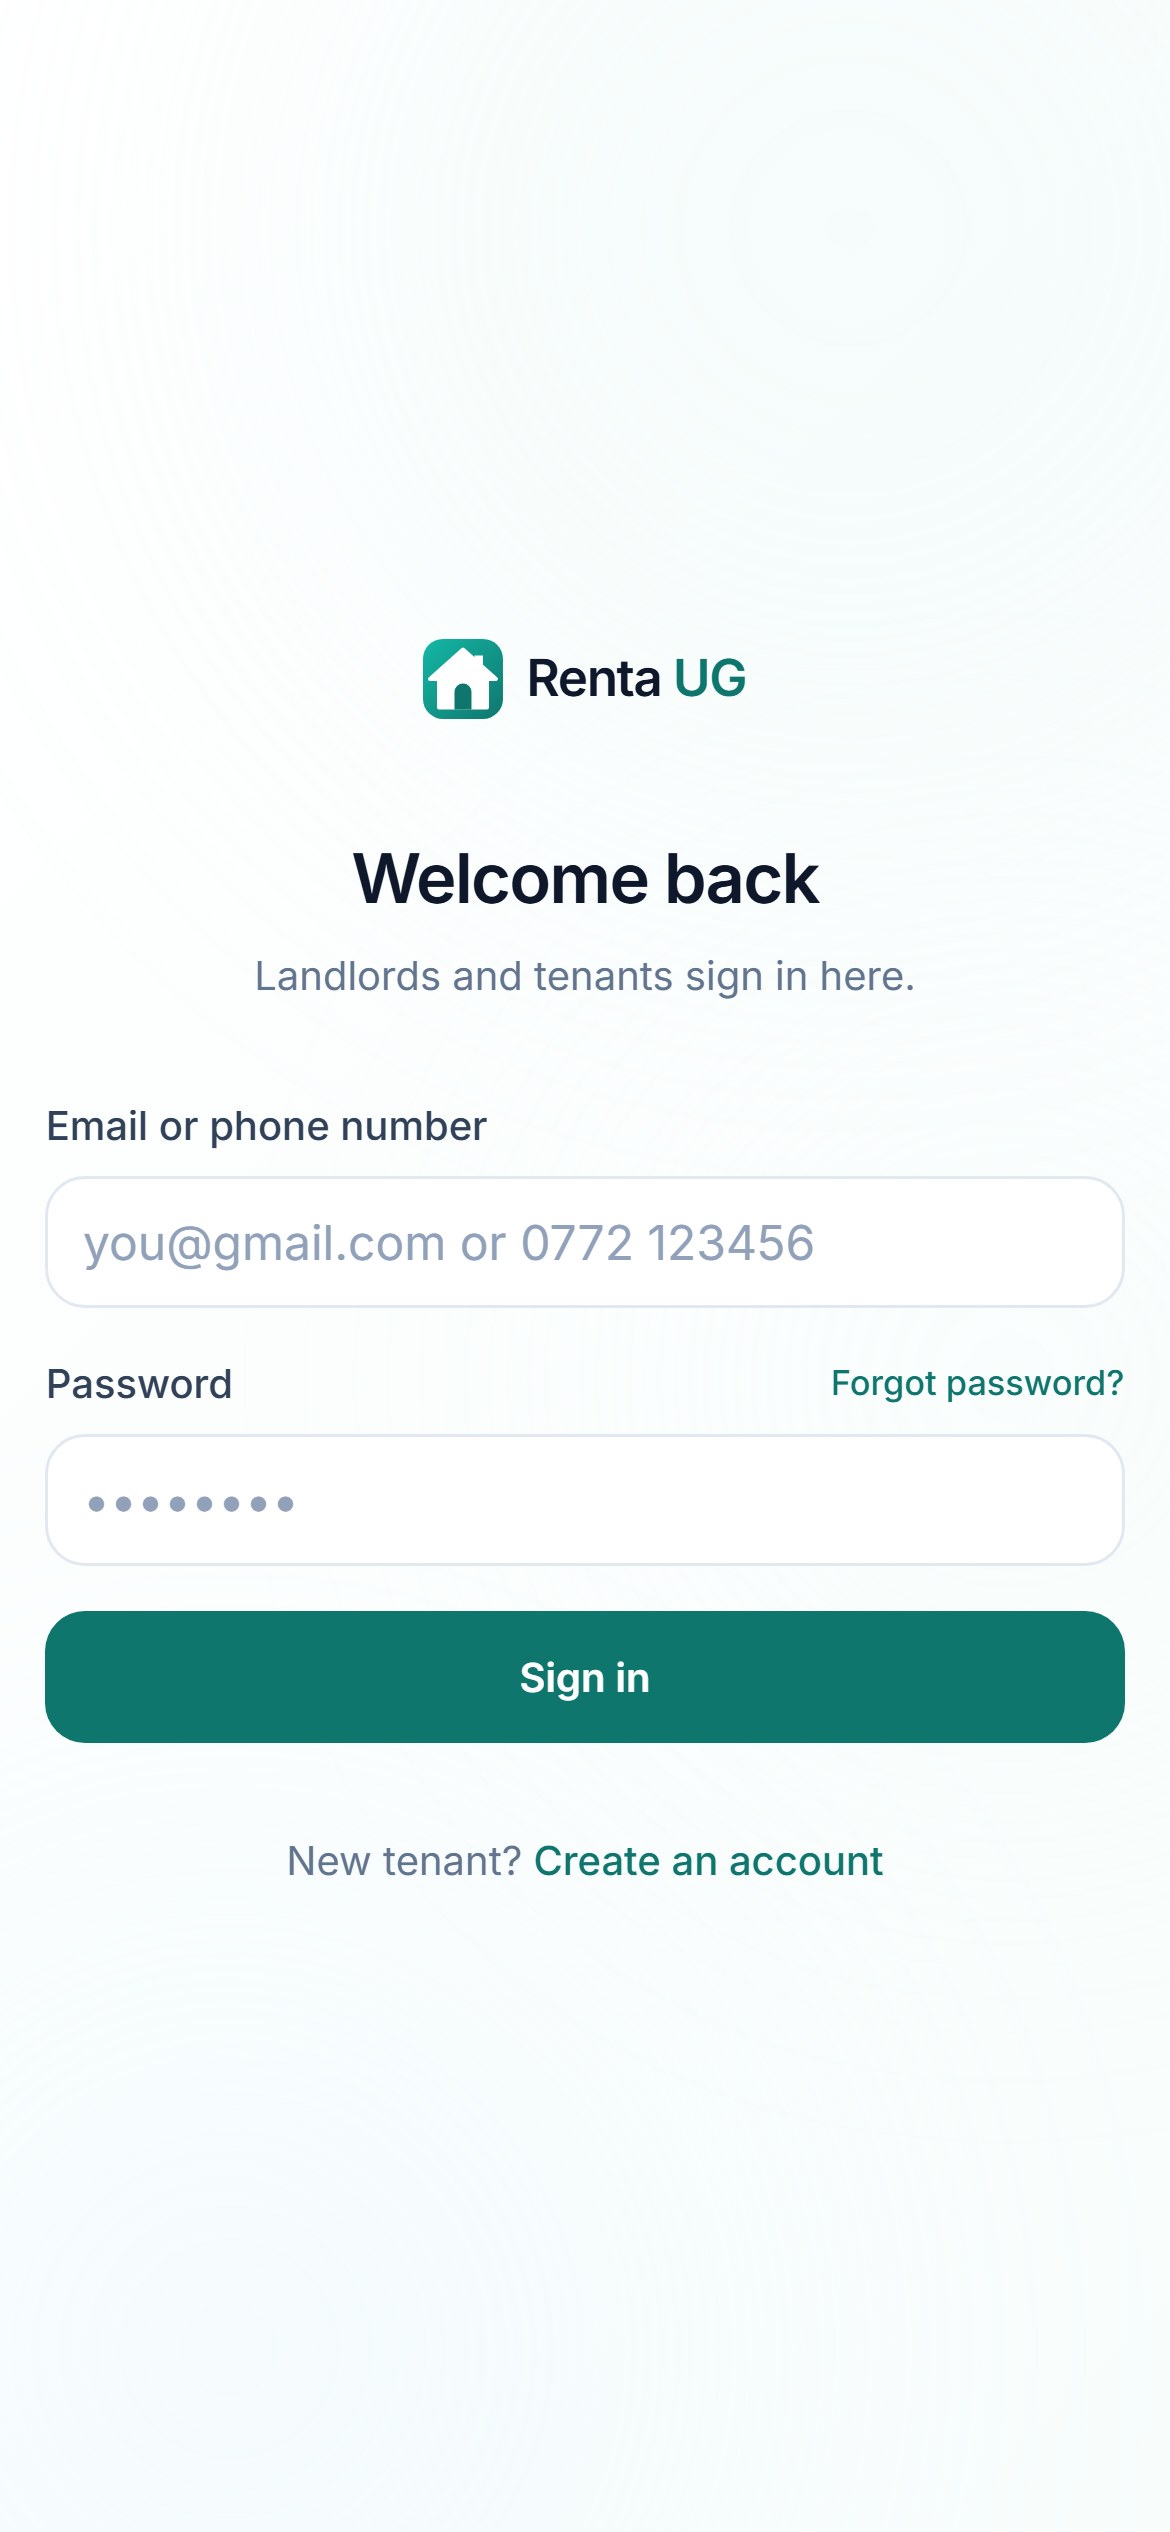 Renta UG
Welcome back
Landlords and tenants sign in here.
Email or phone number
you@gmail.com or 0772 123456
Password
Forgot password?
••••••••
Sign in
New tenant? Create an account